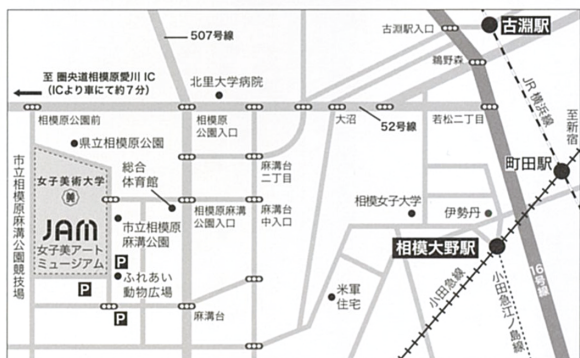 507号線
古淵駅入口
古淵駅
鵜野森
JR 横浜線
至 圏央道相模原愛川 IC
(ICより車にて約7分)
北里大学病院
52号線
至新宿
相模原公園前
相模原
公園入口
大沼
若松二丁目
県立相模原公園
麻溝台
二丁目
町田駅
総合
体育館
女子美術大学
美
JAM
女子美アート
ミュージアム
市立相模原麻溝公園競技場
市立相模原
麻溝公園
相模原麻溝
公園入口
麻溝台
中入口
相模女子大学
伊勢丹
相模大野駅
P
ふれあい
動物広場
P
P
麻溝台
米軍
住宅
小田急線
小田急江ノ島線
16号線